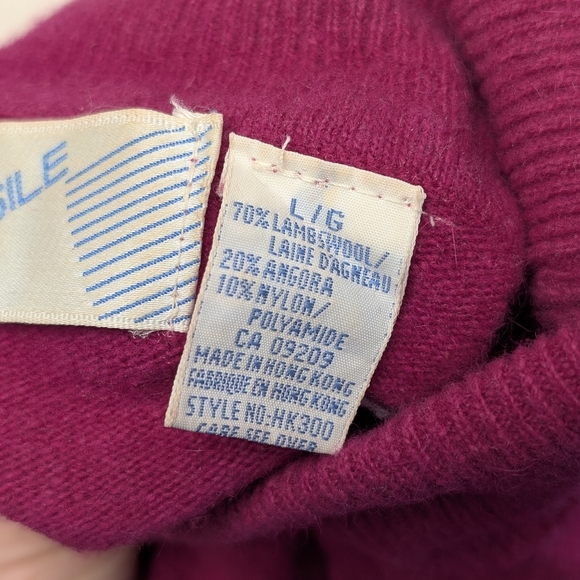 SILE
L/G
70% LAMBSWOOL/
LAINE D'AGNEAU
20% ANGORA
10% NYLON/
POLYAMIDE
CA 09209
MADE IN HONG KONG
FABRIQUE EN HONG KONG
STYLE NO.:HK300
CARE SEE OVER